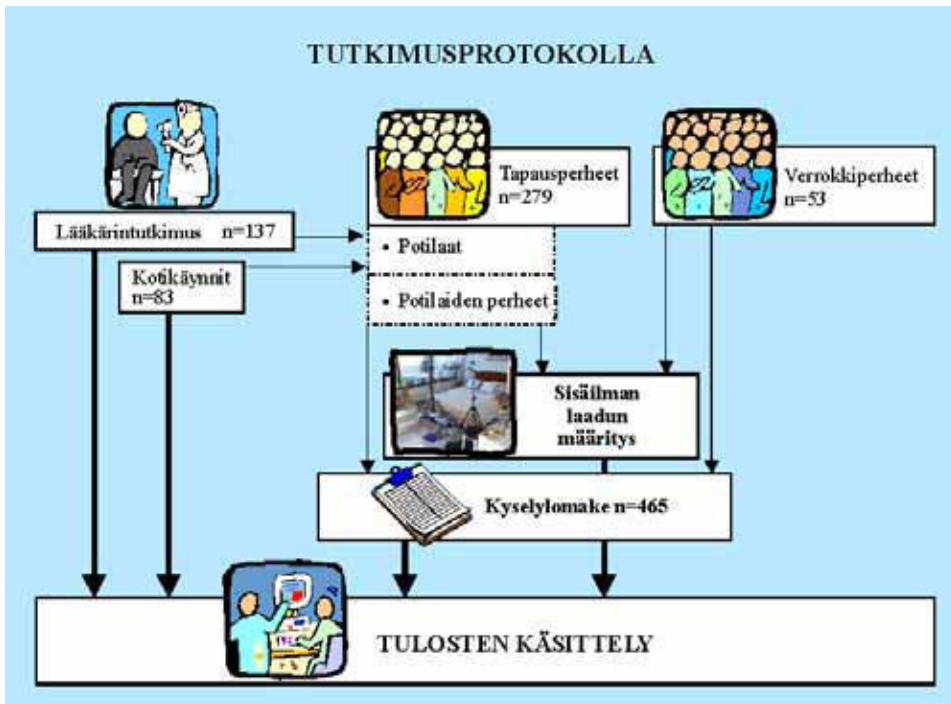 TUTKIMUSPROTOKOLLA
Tapausperheet
n=279
Verrokkiperheet
n=53
Lääkärintutkimus n=137
• Potilaat
Kotikäynnit
n=83
• Potilaiden perheet
Sisäilman
laadun
määritys
Kyselylomake n=465
TULOSTEN KÄSITTELY